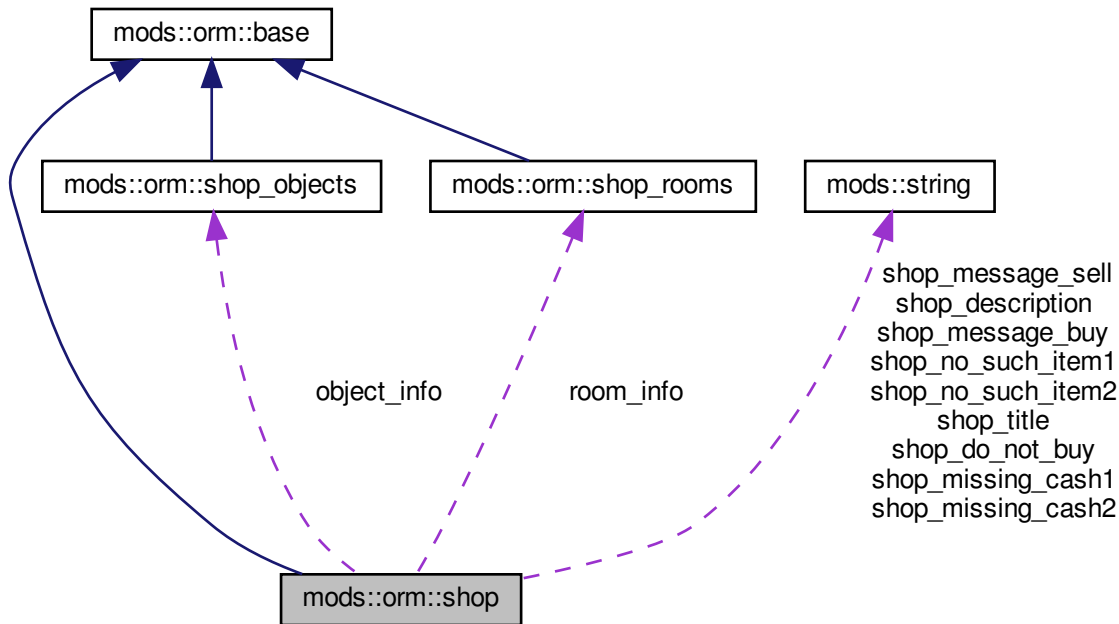 mods::orm::base
mods::orm::shop_objects
mods::orm::shop_rooms
mods::string
shop_message_sell
shop_description
shop_message_buy
shop_no_such_item1
shop_no_such_item2
shop_title
shop_do_not_buy
shop_missing_cash1
shop_missing_cash2
object_info
room_info
mods::orm::shop